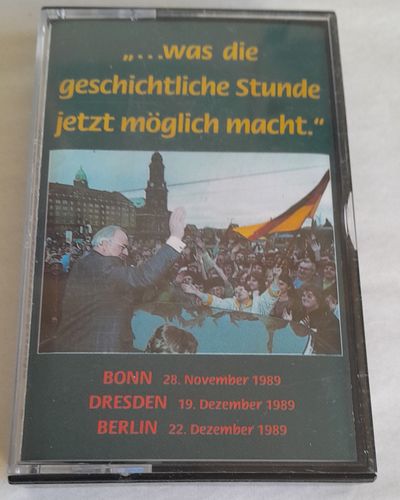 „...was die
geschichtliche Stunde
jetzt möglich macht.“
BONN 28. November 1989
DRESDEN 19. Dezember 1989
BERLIN 22. Dezember 1989